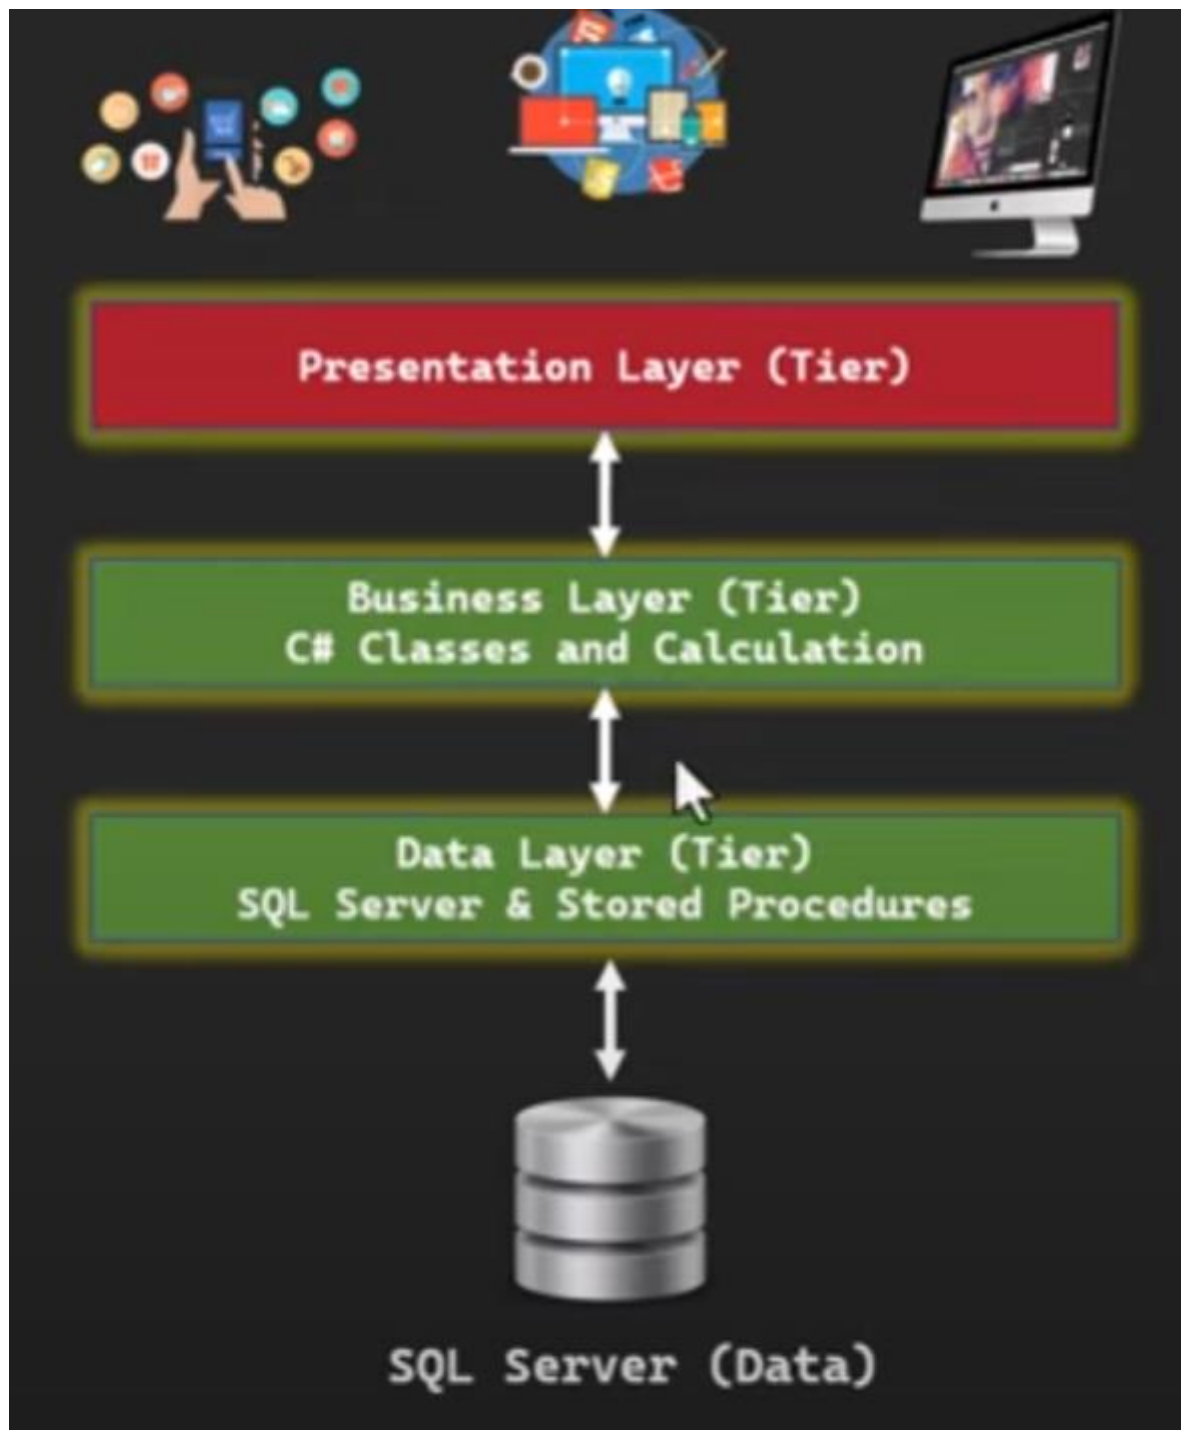 Presentation Layer (Tier)
Business Layer (Tier)
C# Classes and Calculation
Data Layer (Tier)
SQL Server & Stored Procedures
SQL Server (Data)